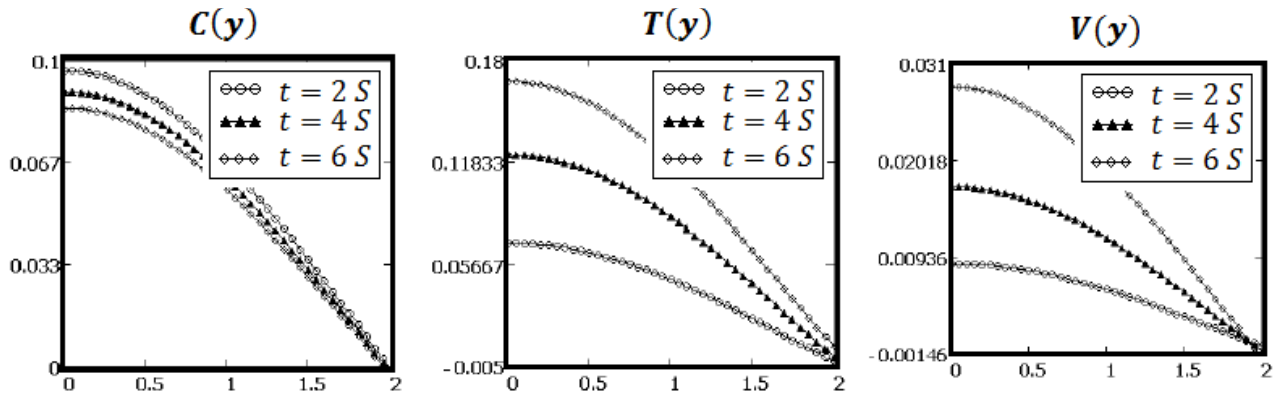 C(y)
0.1
0.067
0.033
0
0 0.5 1 1.5 2
t = 2 S
t = 4 S
t = 6 S
T(y)
0.18
0.11833
0.05667
-0.005
0 0.5 1 1.5 2
t = 2 S
t = 4 S
t = 6 S
V(y)
0.031
0.02018
0.00936
-0.00146
0 0.5 1 1.5 2
t = 2 S
t = 4 S
t = 6 S